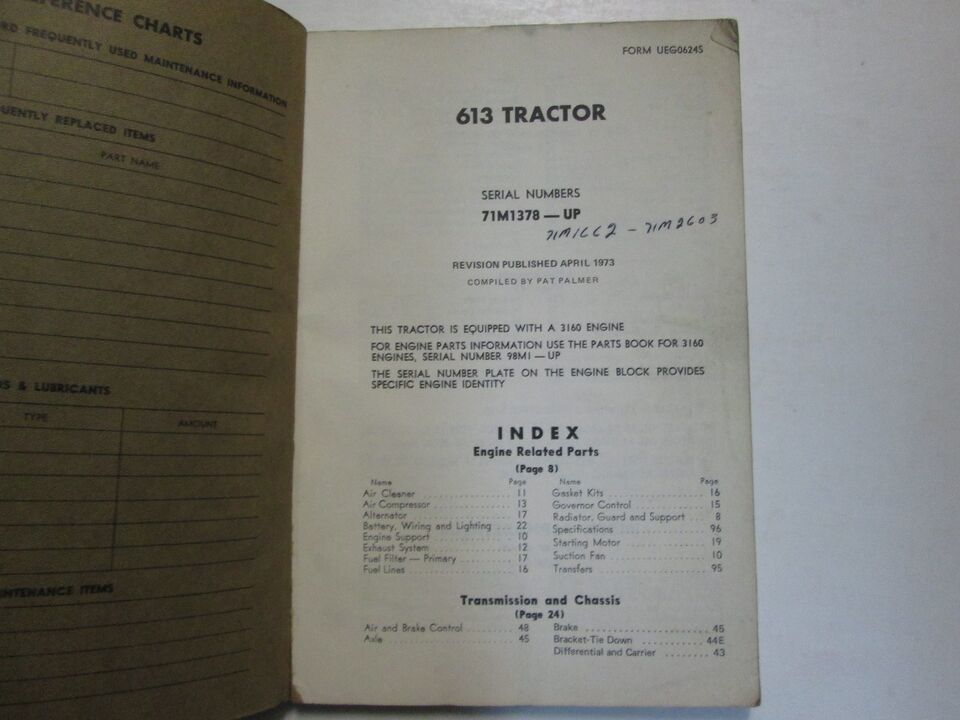 FERENCE CHARTS
RD FREQUENTLY USED MAINTENANCE INFORMATION
UENTLY REPLACED ITEMS
PART NAME
S & LUBRICANTS
TYPE AMOUNT
NTENANCE ITEMS
FORM UEG0624S
613 TRACTOR
SERIAL NUMBERS
71M1378 — UP
71M1662 - 71M2603
REVISION PUBLISHED APRIL 1973
COMPILED BY PAT PALMER
THIS TRACTOR IS EQUIPPED WITH A 3160 ENGINE
FOR ENGINE PARTS INFORMATION USE THE PARTS BOOK FOR 3160
ENGINES, SERIAL NUMBER 98M1 — UP
THE SERIAL NUMBER PLATE ON THE ENGINE BLOCK PROVIDES
SPECIFIC ENGINE IDENTITY
INDEX
Engine Related Parts
(Page 8)
Name Page
Air Cleaner 11
Air Compressor 13
Alternator 17
Battery, Wiring and Lighting 22
Engine Support 10
Exhaust System 12
Fuel Filter — Primary 17
Fuel Lines 16
Name Page
Gasket Kits 16
Governor Control 15
Radiator, Guard and Support 8
Specifications 96
Starting Motor 19
Suction Fan 10
Transfers 95
Transmission and Chassis
(Page 24)
Air and Brake Control 48
Axle 45
Brake 45
Bracket-Tie Down 44E
Differential and Carrier 43